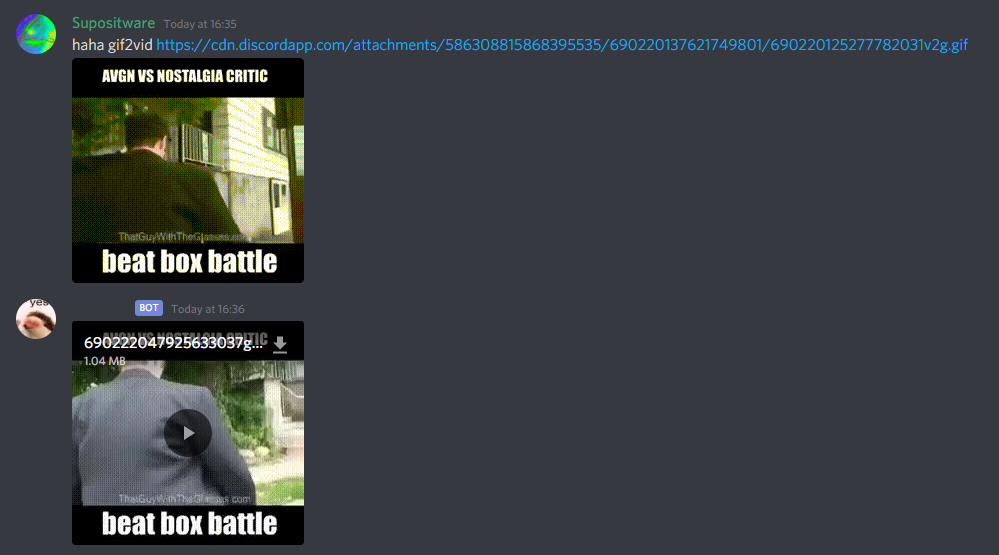 Supositware Today at 16:35
haha gif2vid https://cdn.discordapp.com/attachments/586308815868395535/690220137621749801/690220125277782031v2g.gif
AVGN VS NOSTALGIA CRITIC
ThatGuyWithTheGlasses.com
beat box battle
yes
BOT Today at 16:36
AVGN VS NOSTALGIA CRITIC
690222047925633037g...
1.04 MB
ThatGuyWithTheGlasses.com
beat box battle